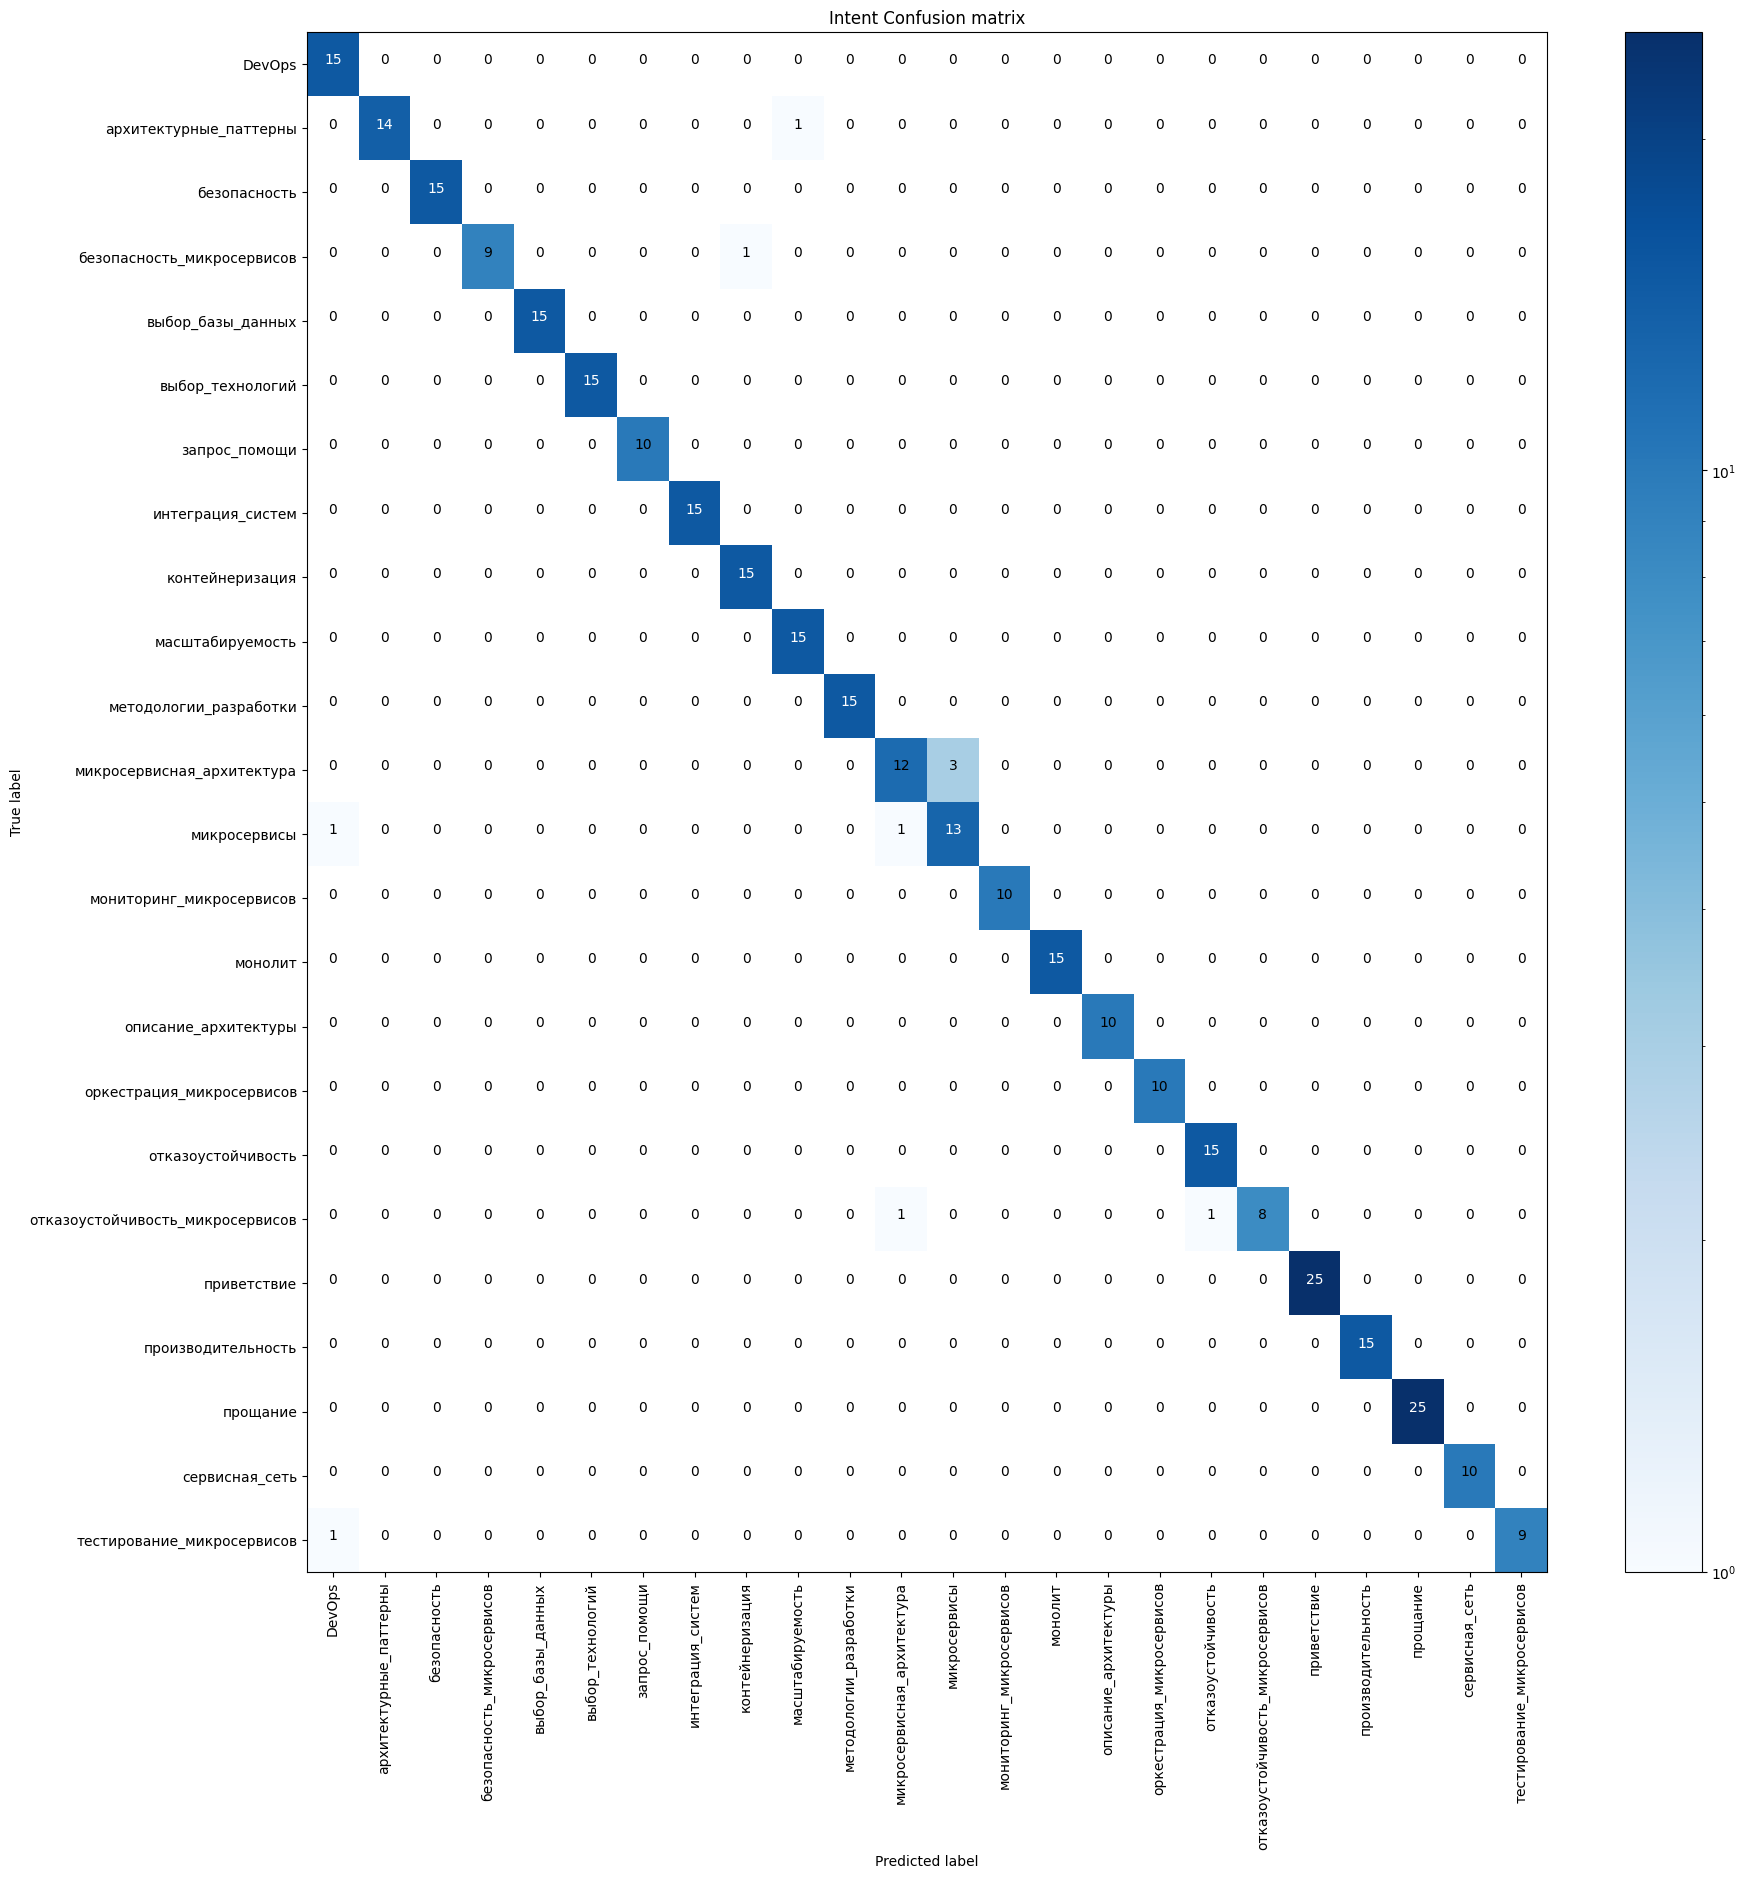 Intent Confusion matrix
DevOps 15 0 0 0 0 0 0 0 0 0 0 0 0 0 0 0 0 0 0 0 0 0 0 0
архитектурные_паттерны 0 14 0 0 0 0 0 0 0 1 0 0 0 0 0 0 0 0 0 0 0 0 0 0
безопасность 0 0 15 0 0 0 0 0 0 0 0 0 0 0 0 0 0 0 0 0 0 0 0 0
безопасность_микросервисов 0 0 0 9 0 0 0 0 1 0 0 0 0 0 0 0 0 0 0 0 0 0 0 0
выбор_базы_данных 0 0 0 0 15 0 0 0 0 0 0 0 0 0 0 0 0 0 0 0 0 0 0 0
выбор_технологий 0 0 0 0 0 15 0 0 0 0 0 0 0 0 0 0 0 0 0 0 0 0 0 0
запрос_помощи 0 0 0 0 0 0 10 0 0 0 0 0 0 0 0 0 0 0 0 0 0 0 0 0
интеграция_систем 0 0 0 0 0 0 0 15 0 0 0 0 0 0 0 0 0 0 0 0 0 0 0 0
контейнеризация 0 0 0 0 0 0 0 0 15 0 0 0 0 0 0 0 0 0 0 0 0 0 0 0
масштабируемость 0 0 0 0 0 0 0 0 0 15 0 0 0 0 0 0 0 0 0 0 0 0 0 0
методологии_разработки 0 0 0 0 0 0 0 0 0 0 15 0 0 0 0 0 0 0 0 0 0 0 0 0
микросервисная_архитектура 0 0 0 0 0 0 0 0 0 0 0 12 3 0 0 0 0 0 0 0 0 0 0 0
микросервисы 1 0 0 0 0 0 0 0 0 0 0 1 13 0 0 0 0 0 0 0 0 0 0 0
мониторинг_микросервисов 0 0 0 0 0 0 0 0 0 0 0 0 0 10 0 0 0 0 0 0 0 0 0 0
монолит 0 0 0 0 0 0 0 0 0 0 0 0 0 0 15 0 0 0 0 0 0 0 0 0
описание_архитектуры 0 0 0 0 0 0 0 0 0 0 0 0 0 0 0 10 0 0 0 0 0 0 0 0
оркестрация_микросервисов 0 0 0 0 0 0 0 0 0 0 0 0 0 0 0 0 10 0 0 0 0 0 0 0
отказоустойчивость 0 0 0 0 0 0 0 0 0 0 0 0 0 0 0 0 0 15 0 0 0 0 0 0
отказоустойчивость_микросервисов 0 0 0 0 0 0 0 0 0 0 0 1 0 0 0 0 0 1 8 0 0 0 0 0
приветствие 0 0 0 0 0 0 0 0 0 0 0 0 0 0 0 0 0 0 0 25 0 0 0 0
производительность 0 0 0 0 0 0 0 0 0 0 0 0 0 0 0 0 0 0 0 0 15 0 0 0
прощание 0 0 0 0 0 0 0 0 0 0 0 0 0 0 0 0 0 0 0 0 0 25 0 0
сервисная_сеть 0 0 0 0 0 0 0 0 0 0 0 0 0 0 0 0 0 0 0 0 0 0 10 0
тестирование_микросервисов 1 0 0 0 0 0 0 0 0 0 0 0 0 0 0 0 0 0 0 0 0 0 0 9
True label
DevOps
архитектурные_паттерны
безопасность
безопасность_микросервисов
выбор_базы_данных
выбор_технологий
запрос_помощи
интеграция_систем
контейнеризация
масштабируемость
методологии_разработки
микросервисная_архитектура
микросервисы
мониторинг_микросервисов
монолит
описание_архитектуры
оркестрация_микросервисов
отказоустойчивость
отказоустойчивость_микросервисов
приветствие
производительность
прощание
сервисная_сеть
тестирование_микросервисов
Predicted label
10¹
10⁰